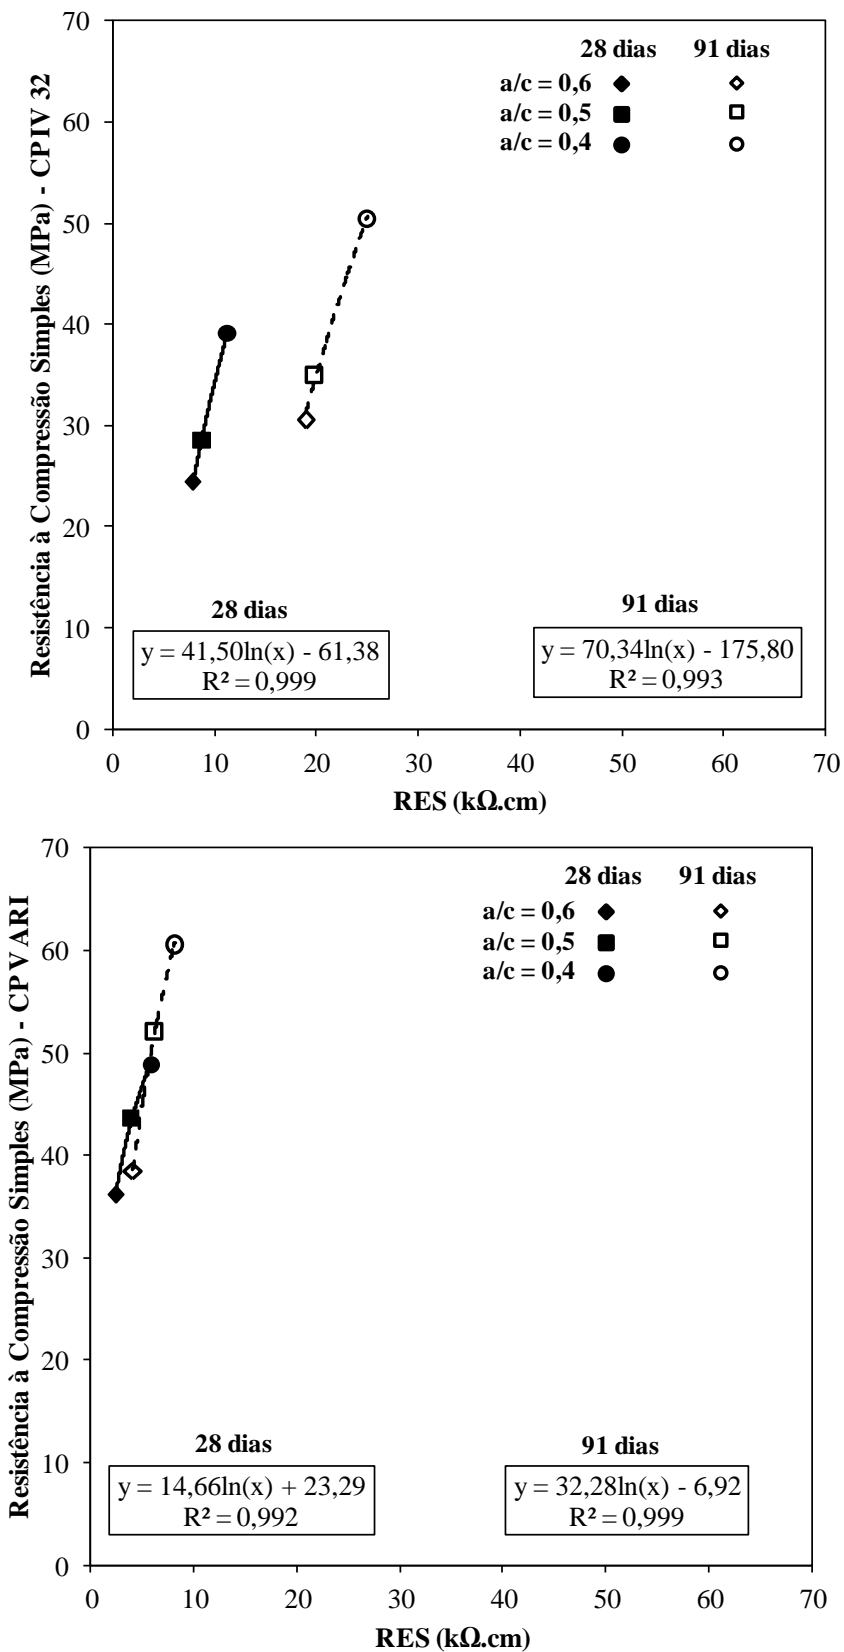 Resistência à Compressão Simples (MPa) - CPIV 32
70
60
50
40
30
20
10
0
28 dias 91 dias
a/c = 0,6
a/c = 0,5
a/c = 0,4
28 dias
y = 41,50ln(x) - 61,38
R² = 0,999
91 dias
y = 70,34ln(x) - 175,80
R² = 0,993
0 10 20 30 40 50 60 70
RES (kΩ.cm)
Resistência à Compressão Simples (MPa) - CP V ARI
70
60
50
40
30
20
10
0
28 dias 91 dias
a/c = 0,6
a/c = 0,5
a/c = 0,4
28 dias
y = 14,66ln(x) + 23,29
R² = 0,992
91 dias
y = 32,28ln(x) - 6,92
R² = 0,999
0 10 20 30 40 50 60 70
RES (kΩ.cm)